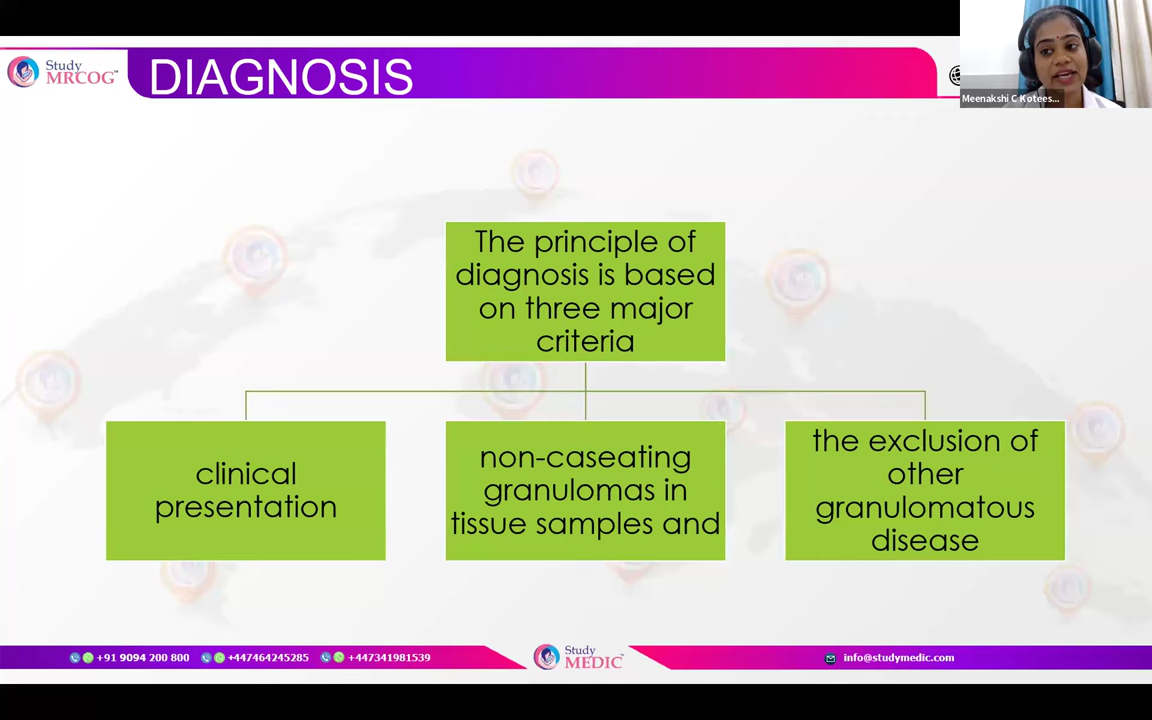 Study
MRCOG™
DIAGNOSIS
Meenakshi C Kotees...
The principle of
diagnosis is based
on three major
criteria
clinical
presentation
non-caseating
granulomas in
tissue samples and
the exclusion of
other
granulomatous
disease
+91 9094 200 800
+447464245285
+447341981539
Study
MEDIC™
info@studymedic.com